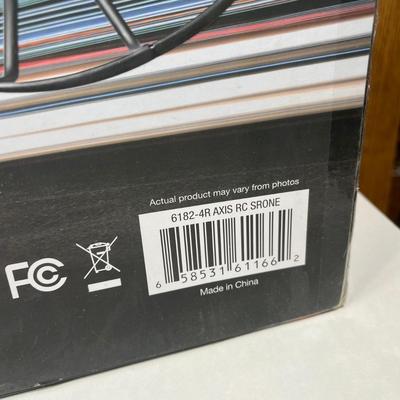 Actual product may vary from photos
6182-4R AXIS RC SRONE
FC
6 58531 61166 2
Made in China